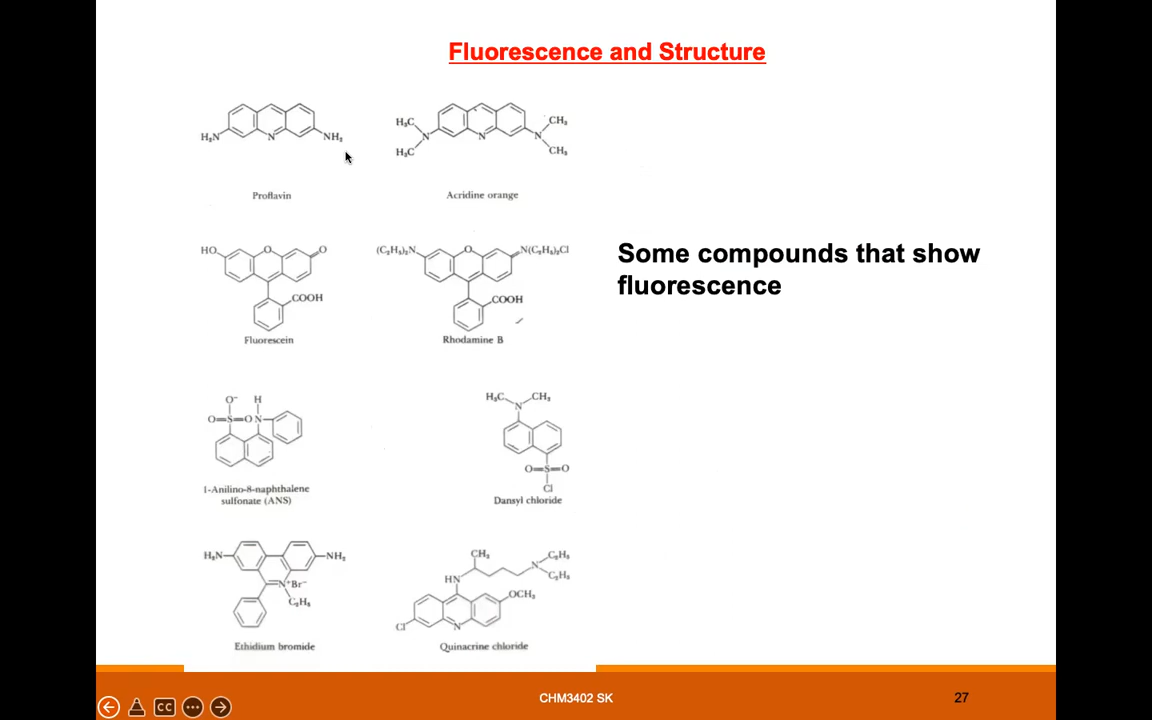 Fluorescence and Structure
H₂N N NH₂
H₃C CH₃
N N N
H₃C CH₃
Proflavin Acridine orange
HO O O (C₂H₅)₂N O N(C₂H₅)₂Cl
COOH COOH
Fluorescein Rhodamine B
Some compounds that show
fluorescence
O⁻ H H₃C CH₃
N
O=S=O N
O=S=O
Cl
1-Anilino-8-naphthalene
sulfonate (ANS) Dansyl chloride
H₂N NH₂ CH₃ C₂H₅
N
C₂H₅
N⁺Br⁻ HN
C₂H₅ OCH₃
Cl N
Ethidium bromide Quinacrine chloride
CHM3402 SK 27
CC